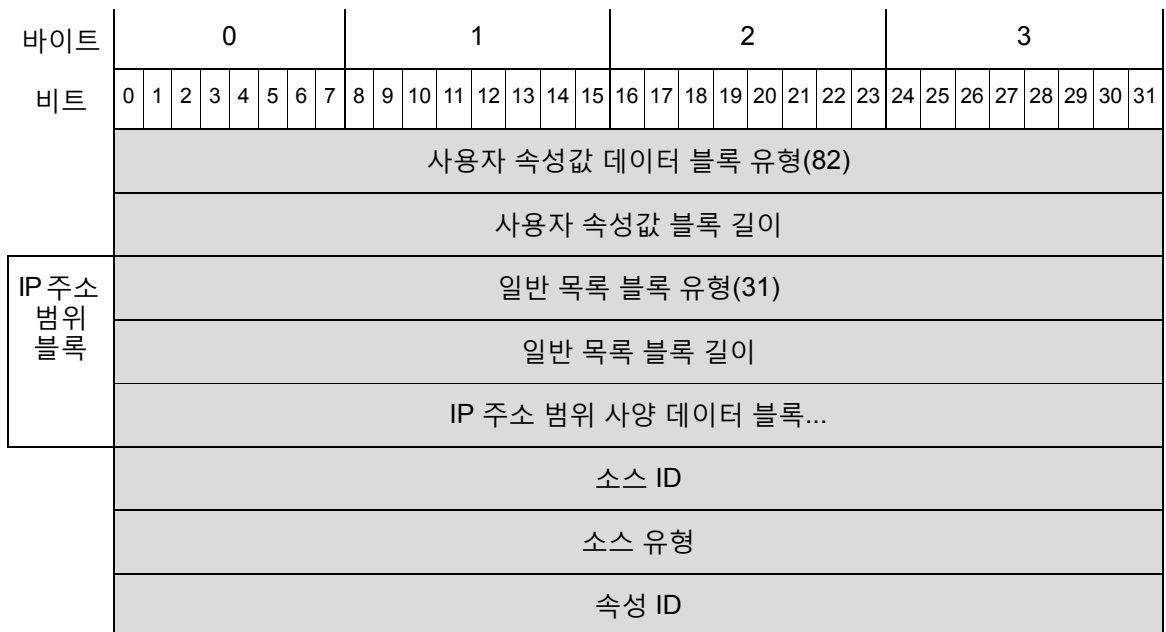 바이트 0 1 2 3
비트 0 1 2 3 4 5 6 7 8 9 10 11 12 13 14 15 16 17 18 19 20 21 22 23 24 25 26 27 28 29 30 31
사용자 속성값 데이터 블록 유형(82)
사용자 속성값 블록 길이
IP 주소
범위
블록
일반 목록 블록 유형(31)
일반 목록 블록 길이
IP 주소 범위 사양 데이터 블록...
소스 ID
소스 유형
속성 ID